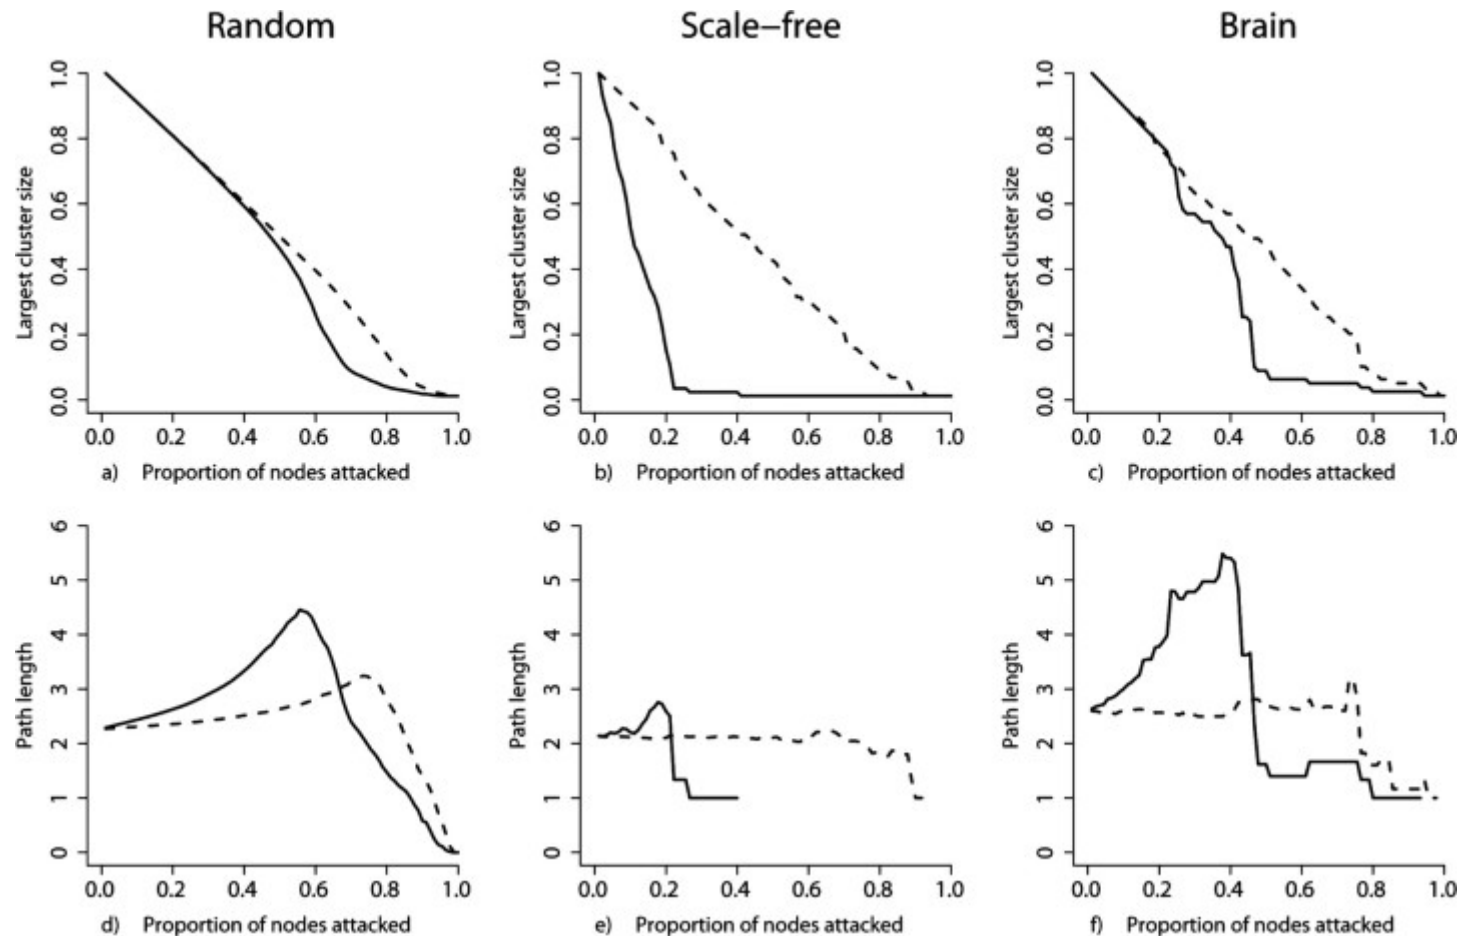 Random Scale–free Brain
Largest cluster size
1.0
0.8
0.6
0.4
0.2
0.0
0.0 0.2 0.4 0.6 0.8 1.0
a) Proportion of nodes attacked
Largest cluster size
1.0
0.8
0.6
0.4
0.2
0.0
0.0 0.2 0.4 0.6 0.8 1.0
b) Proportion of nodes attacked
Largest cluster size
1.0
0.8
0.6
0.4
0.2
0.0
0.0 0.2 0.4 0.6 0.8 1.0
c) Proportion of nodes attacked
Path length
6
5
4
3
2
1
0
0.0 0.2 0.4 0.6 0.8 1.0
d) Proportion of nodes attacked
Path length
6
5
4
3
2
1
0
0.0 0.2 0.4 0.6 0.8 1.0
e) Proportion of nodes attacked
Path length
6
5
4
3
2
1
0
0.0 0.2 0.4 0.6 0.8 1.0
f) Proportion of nodes attacked